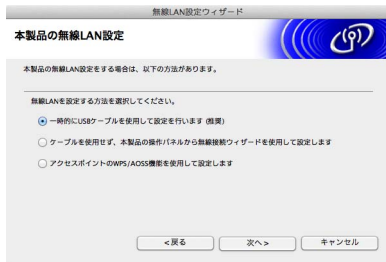 無線LAN設定ウィザード
本製品の無線LAN設定
本製品の無線LAN設定をする場合は、以下の方法があります。
無線LANを設定する方法を選択してください。
一時的にUSBケーブルを使用して設定を行います (推奨)
ケーブルを使用せず、本製品の操作パネルから無線接続ウィザードを使用して設定します
アクセスポイントのWPS/AOSS機能を使用して設定します
<戻る
次へ>
キャンセル